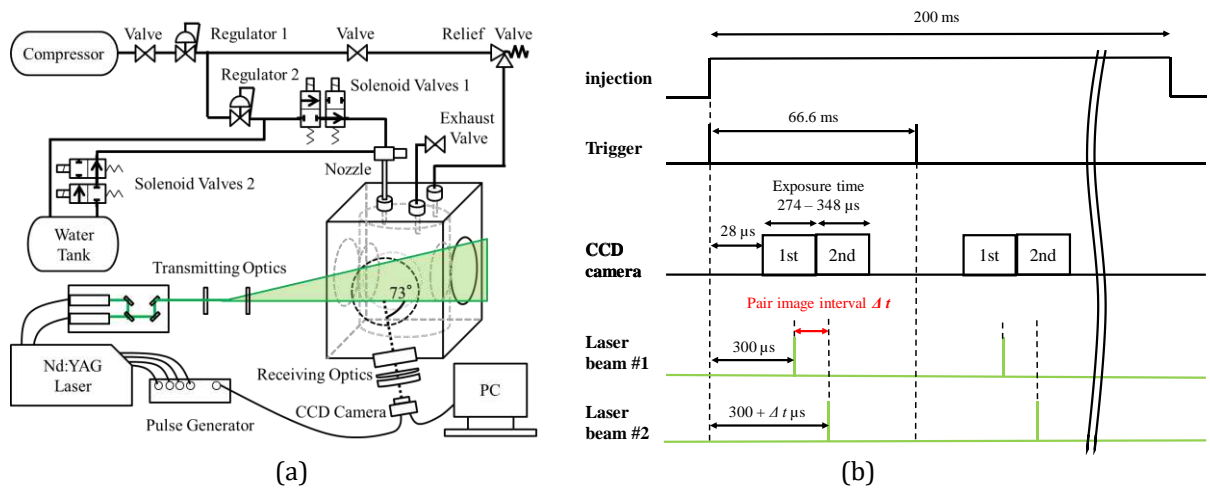 Valve
Regulator 1
Valve
Relief Valve
Compressor
Regulator 2
Solenoid Valves 1
Exhaust
Valve
Nozzle
Solenoid Valves 2
Water
Tank
Transmitting Optics
73°
Nd:YAG
Laser
Receiving Optics
CCD Camera
PC
Pulse Generator
(a)
200 ms
injection
66.6 ms
Trigger
Exposure time
274 – 348 µs
28 µs
CCD
camera
1st
2nd
1st
2nd
Pair image interval Δ t
Laser
beam #1
300 µs
Laser
beam #2
300 + Δ t µs
(b)